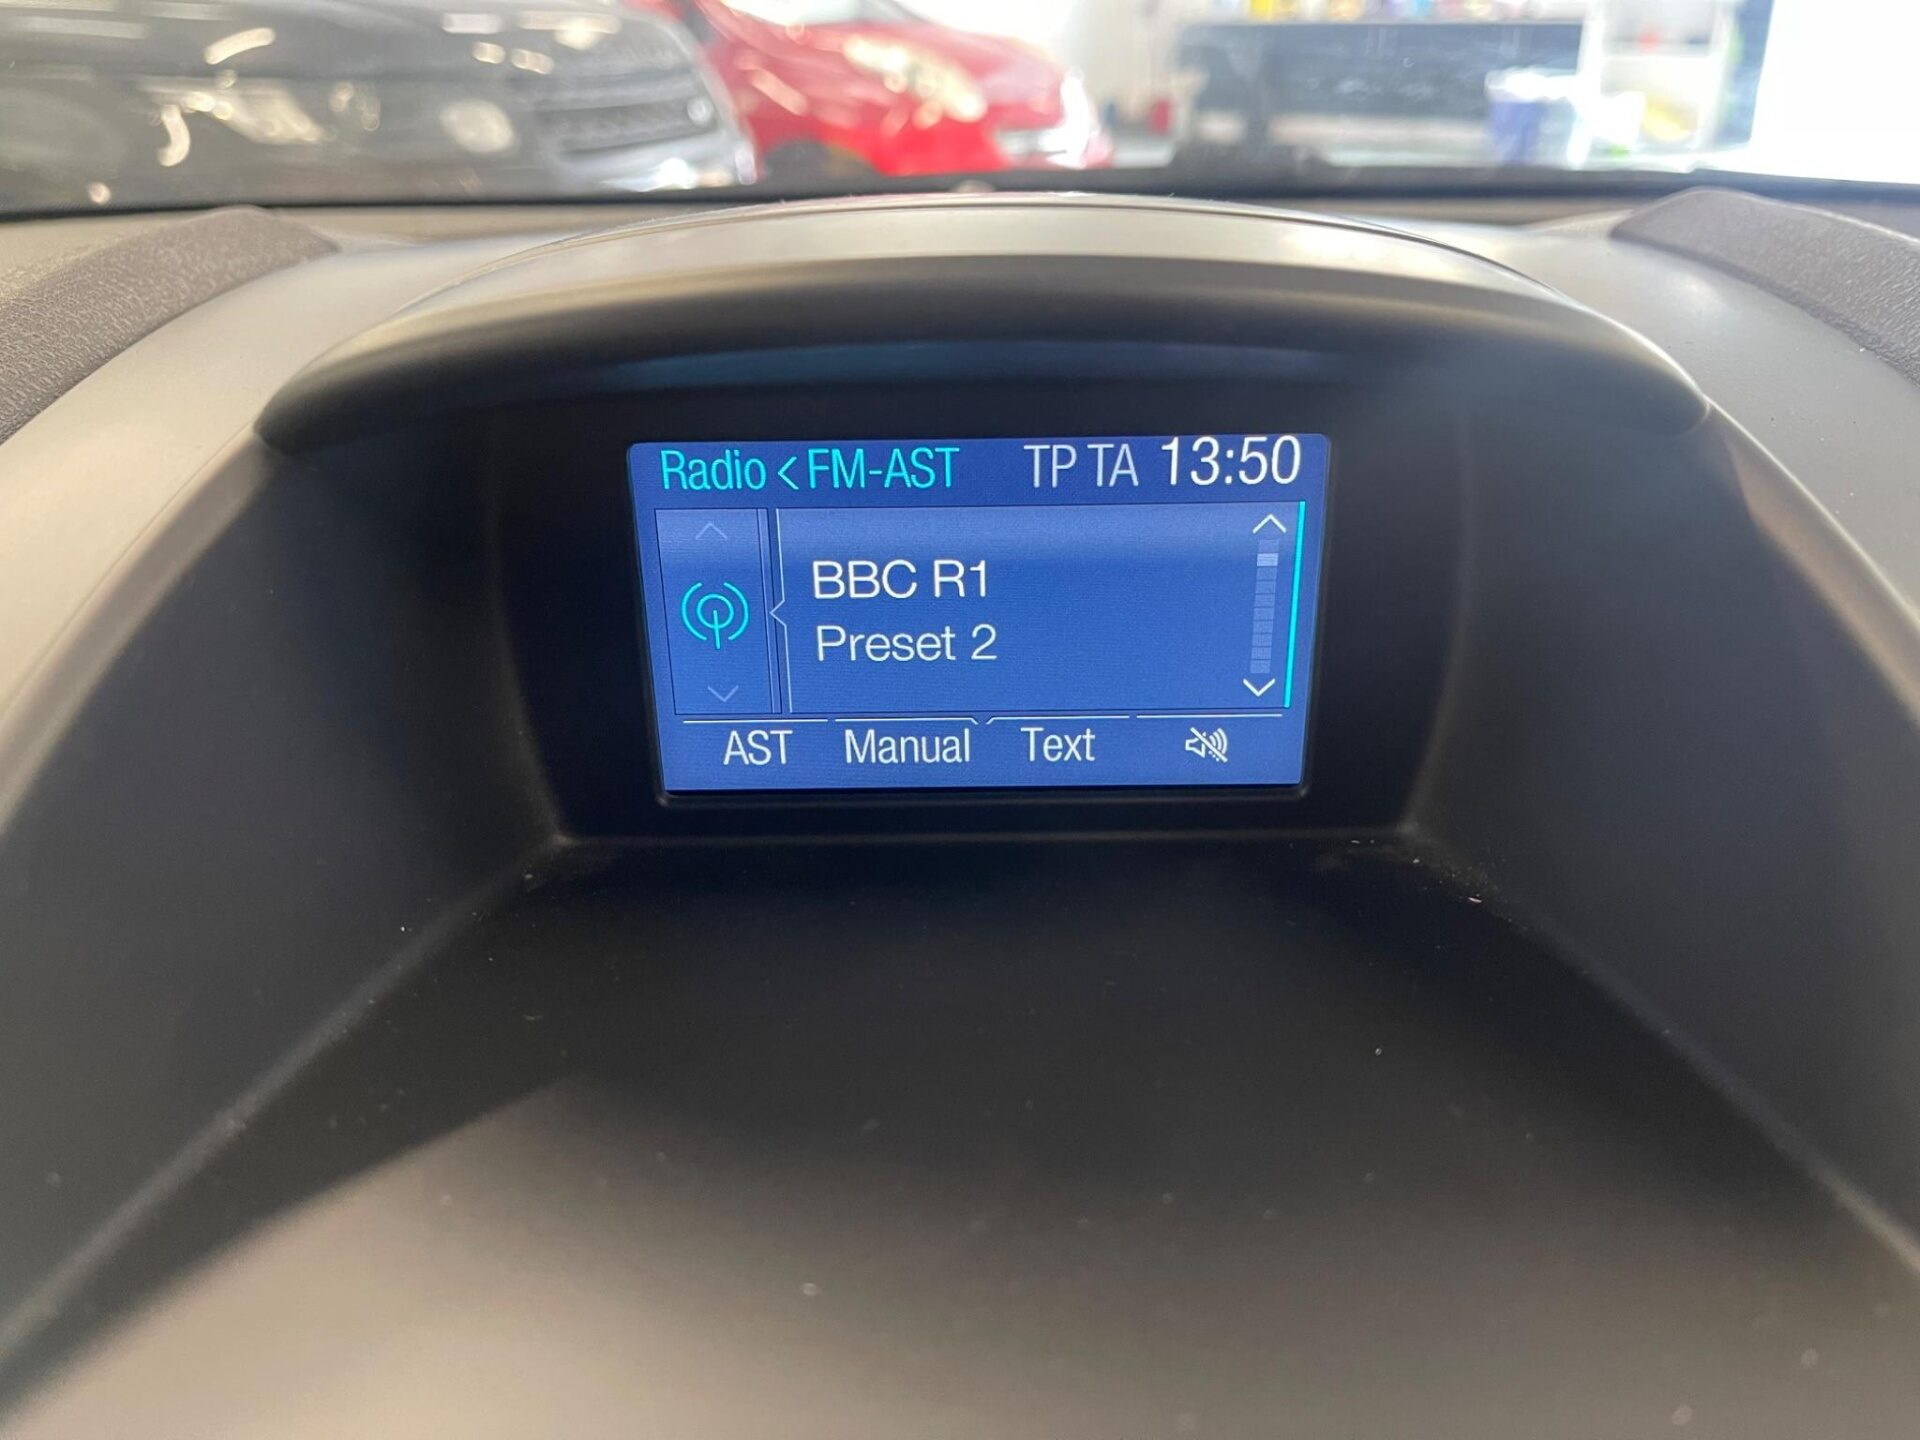 Radio < FM-AST TP TA 13:50
BBC R1
Preset 2
AST Manual Text